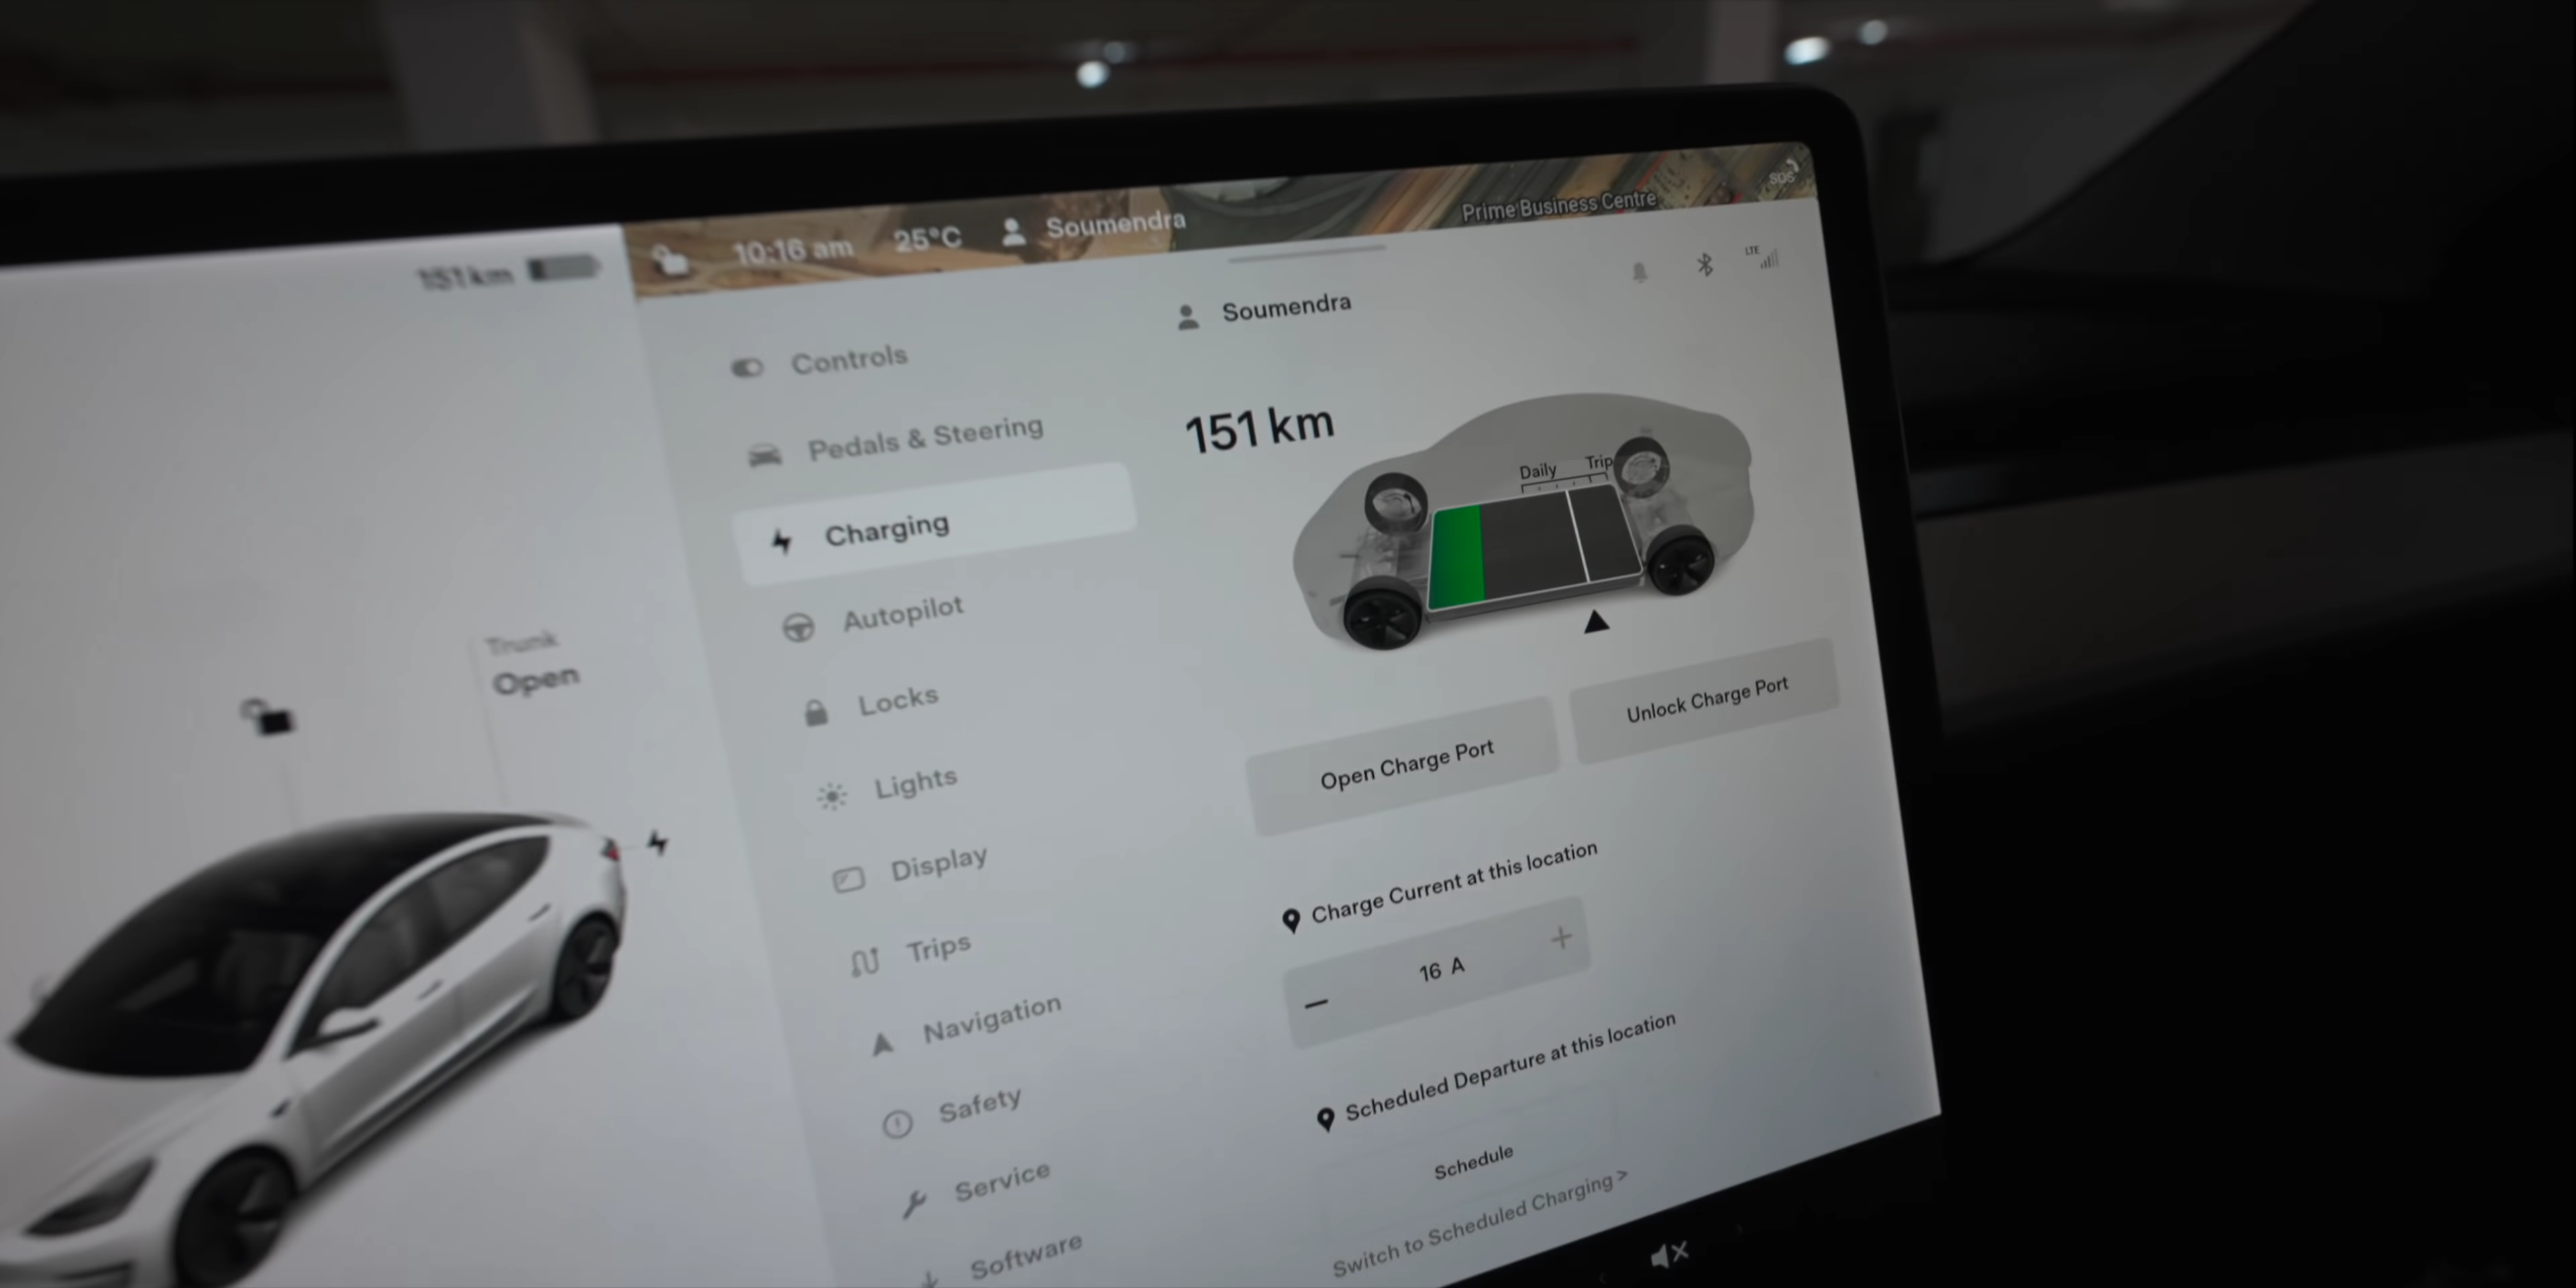 151 km
10:16 am 25°C Soumendra
Prime Business Centre
SOS
Soumendra
LTE
Controls
Pedals & Steering
Charging
Autopilot
Locks
Lights
Display
Trips
Navigation
Safety
Service
Software
Trunk
Open
151 km
Daily Trip
Open Charge Port
Unlock Charge Port
Charge Current at this location
− 16 A +
Scheduled Departure at this location
Schedule
Switch to Scheduled Charging >